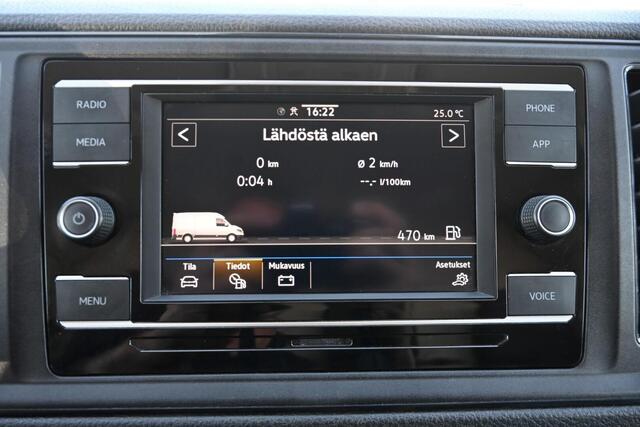 RADIO
MEDIA
MENU
16:22
25.0 °C
< Lähdöstä alkaen >
0 km ø 2 km/h
0:04 h --,- l/100km
470 km
Tila Tiedot Mukavuus Asetukset
PHONE
APP
VOICE